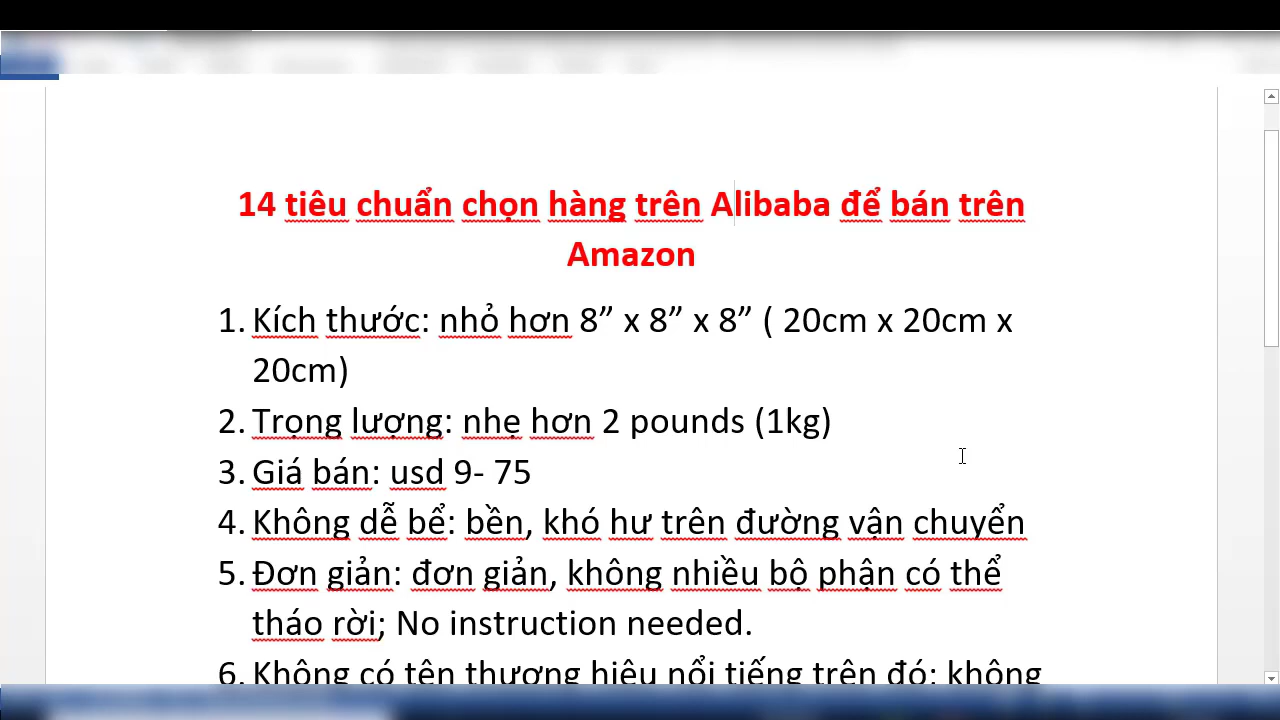 14 tiêu chuẩn chọn hàng trên Alibaba để bán trên
Amazon
1. Kích thước: nhỏ hơn 8” x 8” x 8” ( 20cm x 20cm x
20cm)
2. Trọng lượng: nhẹ hơn 2 pounds (1kg)
3. Giá bán: usd 9- 75
4. Không dễ bể: bền, khó hư trên đường vận chuyển
5. Đơn giản: đơn giản, không nhiều bộ phận có thể
tháo rời; No instruction needed.
6. Không có tên thương hiệu nổi tiếng trên đó; không